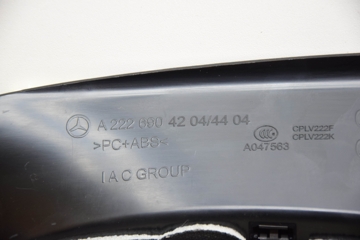 A 222 690 42 04/44 04
>PC+ABS<
I A C GROUP
CPLV222F
CPLV222K
A047563